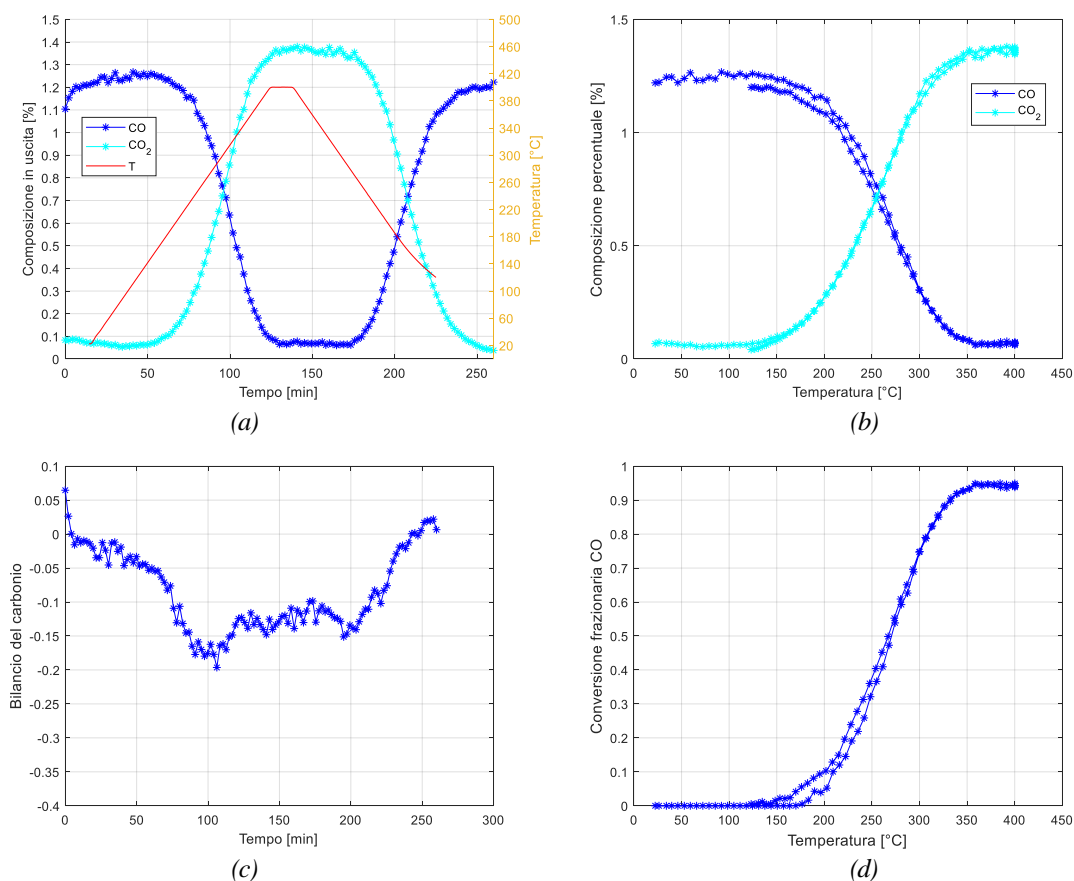 1.5
1.4
1.3
1.2
1.1
1
0.9
0.8
0.7
0.6
0.5
0.4
0.3
0.2
0.1
0
Composizione in uscita [%]
0 50 100 150 200 250
Tempo [min]
500
460
400
340
300
260
220
180
140
100
60
20
Temperatura [°C]
CO
CO2
T
(a)
1.5
1
0.5
0
Composizione percentuale [%]
0 50 100 150 200 250 300 350 400 450
Temperatura [°C]
CO
CO2
(b)
0.1
0.05
0
-0.05
-0.1
-0.15
-0.2
-0.25
-0.3
-0.35
-0.4
Bilancio del carbonio
0 50 100 150 200 250 300
Tempo [min]
(c)
1
0.9
0.8
0.7
0.6
0.5
0.4
0.3
0.2
0.1
0
Conversione frazionaria CO
0 50 100 150 200 250 300 350 400 450
Temperatura [°C]
(d)